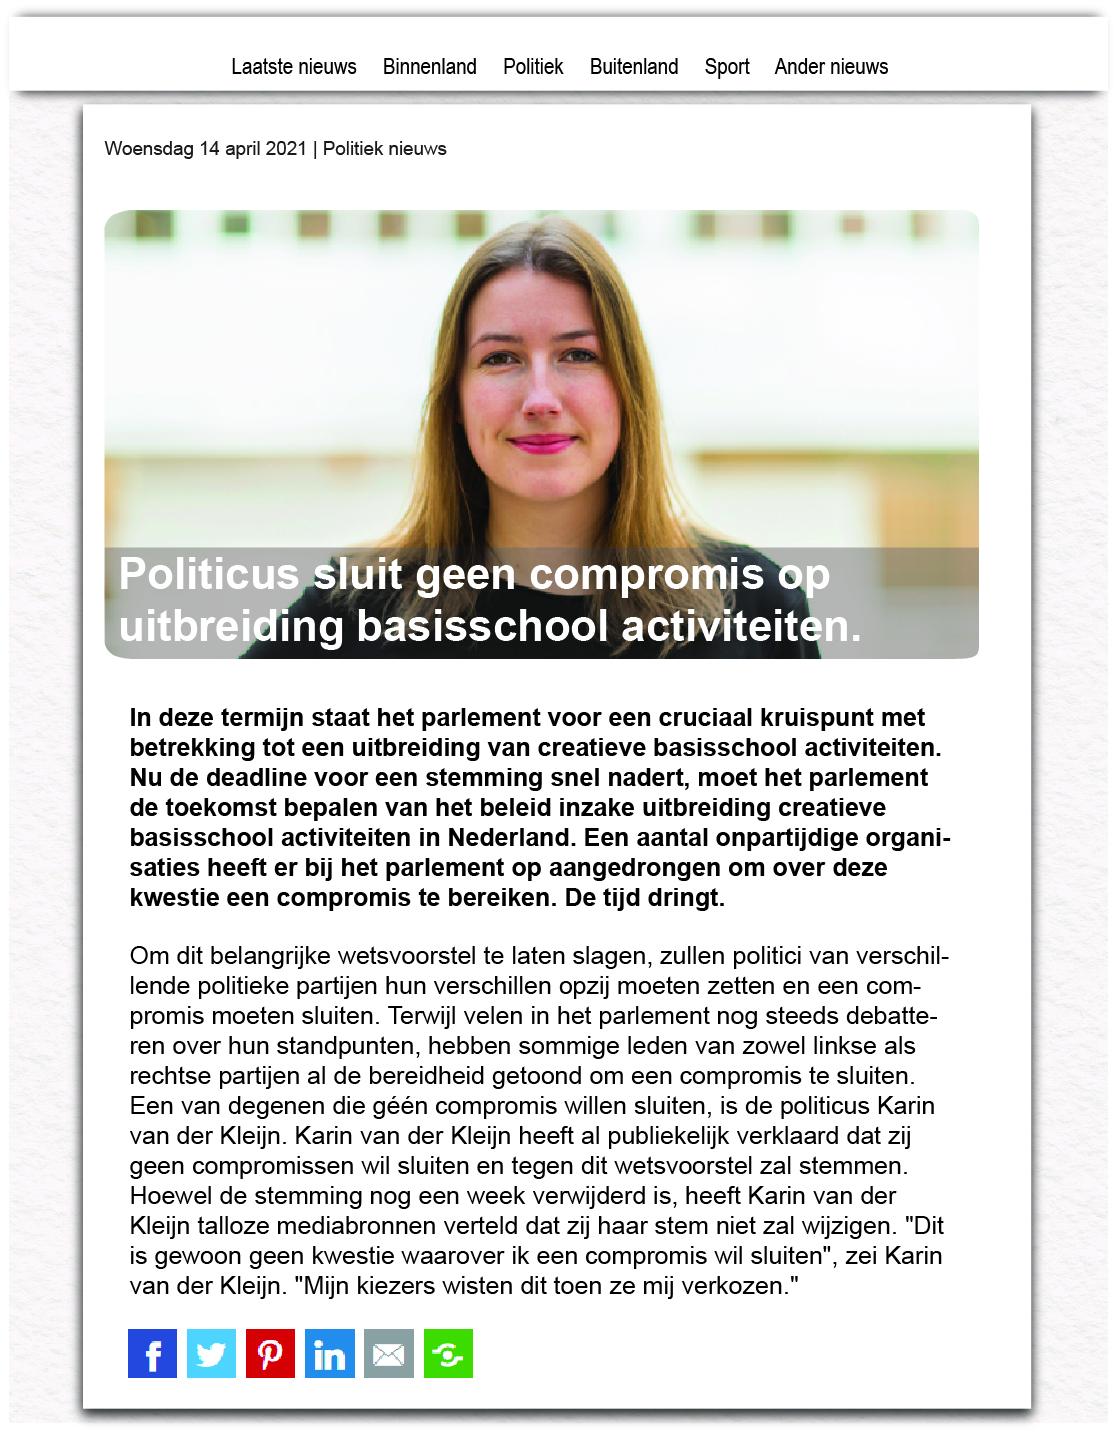 Laatste nieuws Binnenland Politiek Buitenland Sport Ander nieuws
Woensdag 14 april 2021 | Politiek nieuws
Politicus sluit geen compromis op
uitbreiding basisschool activiteiten.
In deze termijn staat het parlement voor een cruciaal kruispunt met
betrekking tot een uitbreiding van creatieve basisschool activiteiten.
Nu de deadline voor een stemming snel nadert, moet het parlement
de toekomst bepalen van het beleid inzake uitbreiding creatieve
basisschool activiteiten in Nederland. Een aantal onpartijdige organi-
saties heeft er bij het parlement op aangedrongen om over deze
kwestie een compromis te bereiken. De tijd dringt.
Om dit belangrijke wetsvoorstel te laten slagen, zullen politici van verschil-
lende politieke partijen hun verschillen opzij moeten zetten en een com-
promis moeten sluiten. Terwijl velen in het parlement nog steeds debatte-
ren over hun standpunten, hebben sommige leden van zowel linkse als
rechtse partijen al de bereidheid getoond om een compromis te sluiten.
Een van degenen die géén compromis willen sluiten, is de politicus Karin
van der Kleijn. Karin van der Kleijn heeft al publiekelijk verklaard dat zij
geen compromissen wil sluiten en tegen dit wetsvoorstel zal stemmen.
Hoewel de stemming nog een week verwijderd is, heeft Karin van der
Kleijn talloze mediabronnen verteld dat zij haar stem niet zal wijzigen. "Dit
is gewoon geen kwestie waarover ik een compromis wil sluiten", zei Karin
van der Kleijn. "Mijn kiezers wisten dit toen ze mij verkozen."